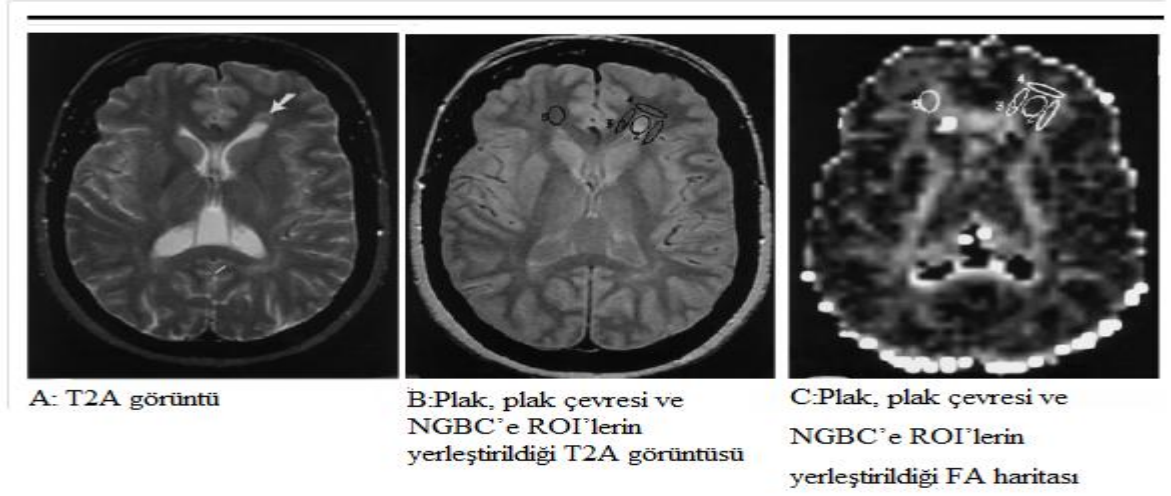 A: T2A görüntü
B:Plak, plak çevresi ve
NGBC’e ROI’lerin
yerleştirildiği T2A görüntüsü
C:Plak, plak çevresi ve
NGBC’e ROI’lerin
yerleştirildiği FA haritası